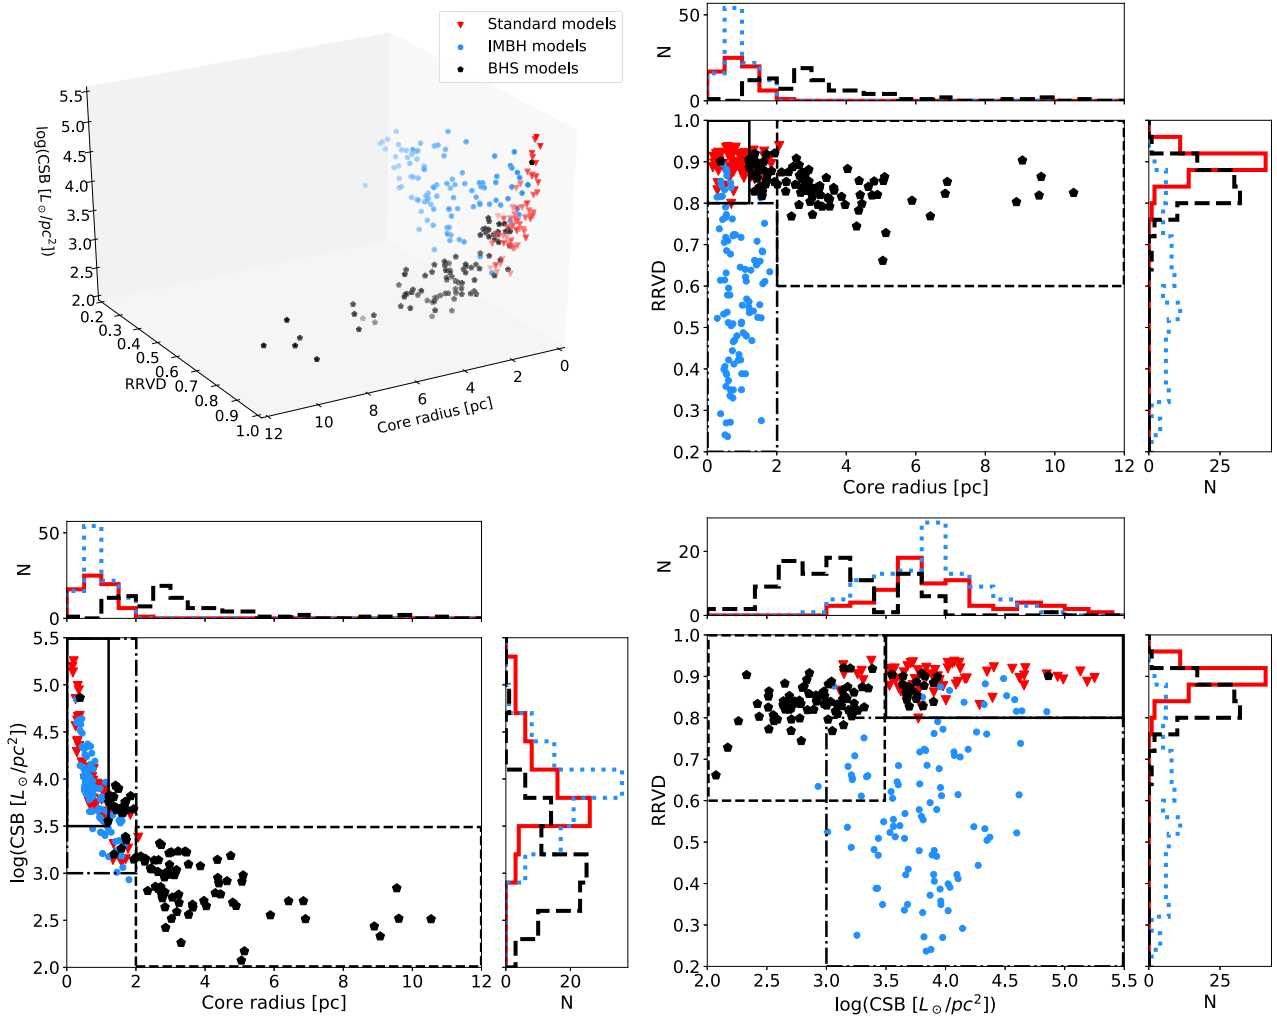 Standard models
IMBH models
BHS models
5.5
5.0
4.5
4.0
3.5
3.0
2.5
2.0
log(CSB [L⊙/pc²])
0.2
0.3
0.4
0.5
0.6
0.7
0.8
0.9
1.0
RRVD
12
10
8
6
4
2
0
Core radius [pc]
50
0
N
1.0
0.9
0.8
0.7
0.6
0.5
0.4
0.3
0.2
RRVD
0 2 4 6 8 10 12
Core radius [pc]
0 25
N
50
0
N
5.5
5.0
4.5
4.0
3.5
3.0
2.5
2.0
log(CSB [L⊙/pc²])
0 2 4 6 8 10 12
Core radius [pc]
0 20
N
20
0
N
1.0
0.9
0.8
0.7
0.6
0.5
0.4
0.3
0.2
RRVD
2.0 2.5 3.0 3.5 4.0 4.5 5.0 5.5
log(CSB [L⊙/pc²])
0 25
N